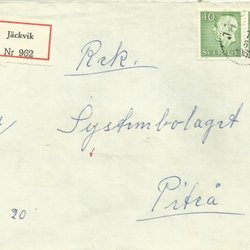 Jäckvik
Nr 962
40
SVERIGE
Rek.
Systembolaget
Piteå
20